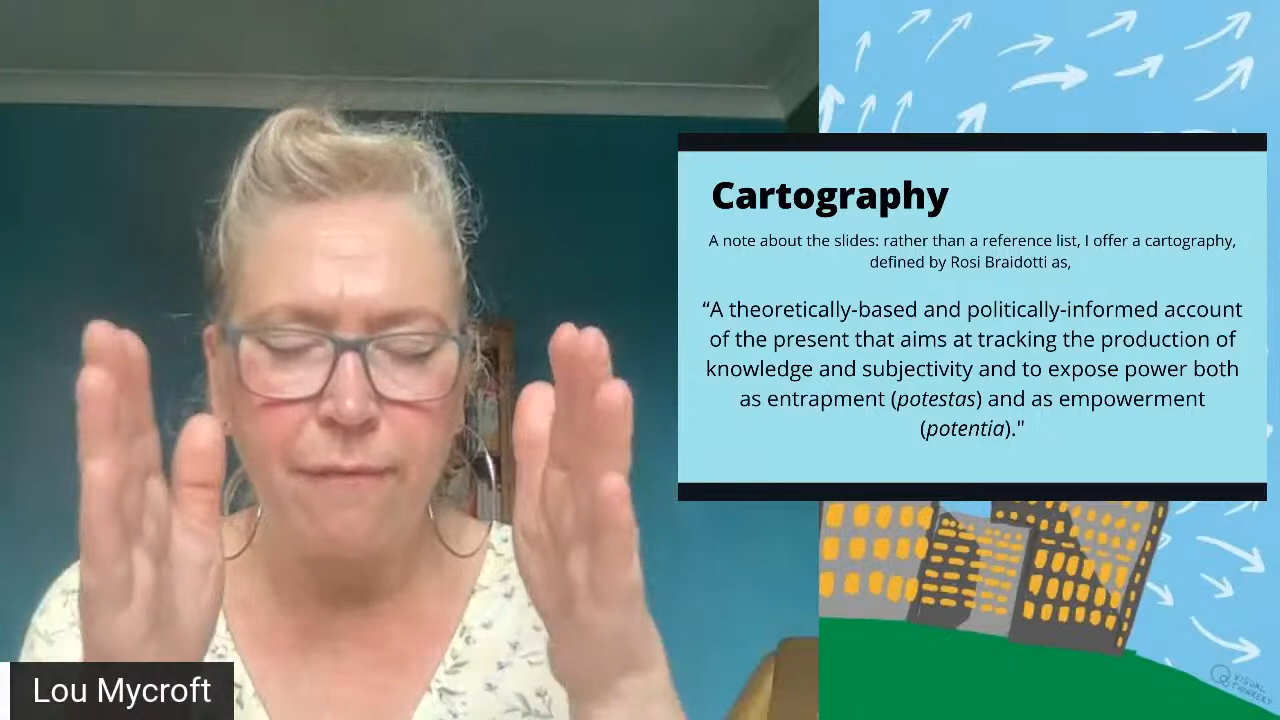 Cartography
A note about the slides: rather than a reference list, I offer a cartography,
defined by Rosi Braidotti as,
“A theoretically-based and politically-informed account
of the present that aims at tracking the production of
knowledge and subjectivity and to expose power both
as entrapment (potestas) and as empowerment
(potentia)."
Lou Mycroft
VISUAL
THINKERY